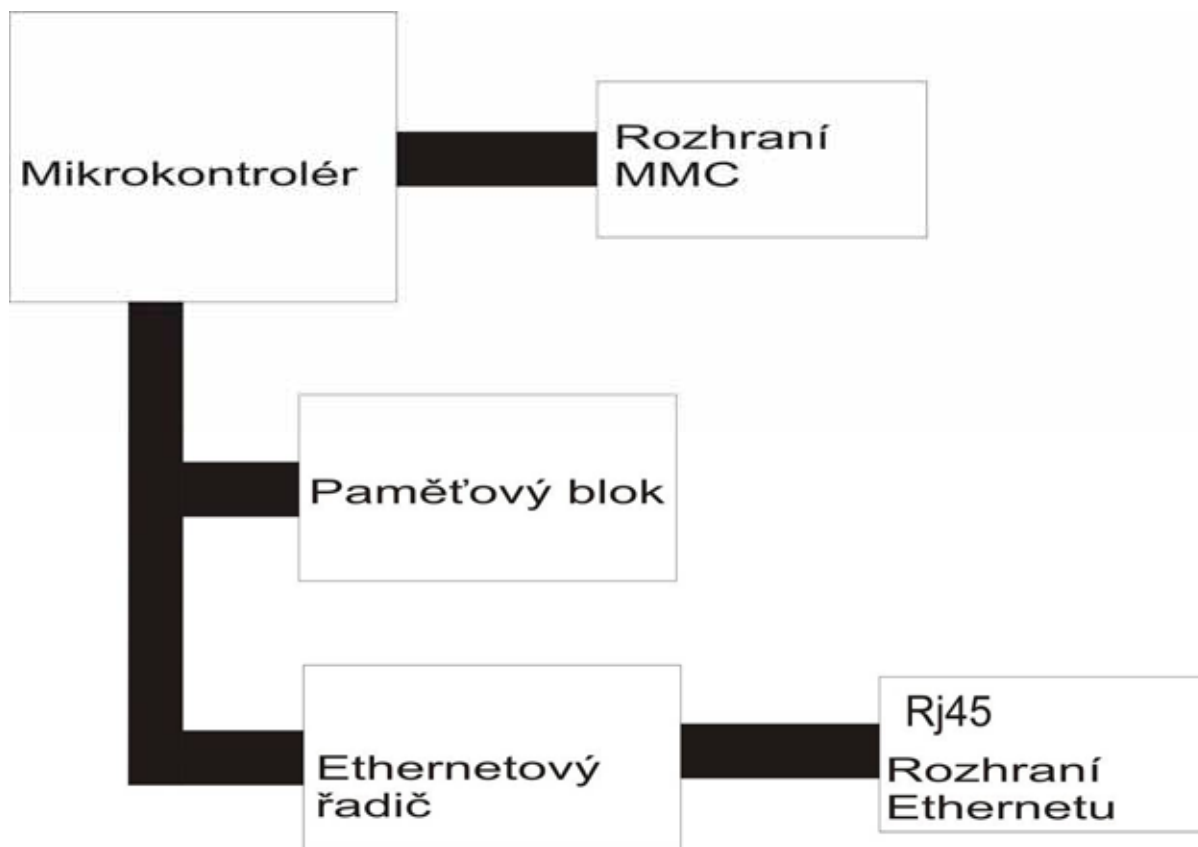 Mikrokontrolér
Rozhraní
MMC
Paměťový blok
Ethernetový
řadič
Rj45
Rozhraní
Ethernetu